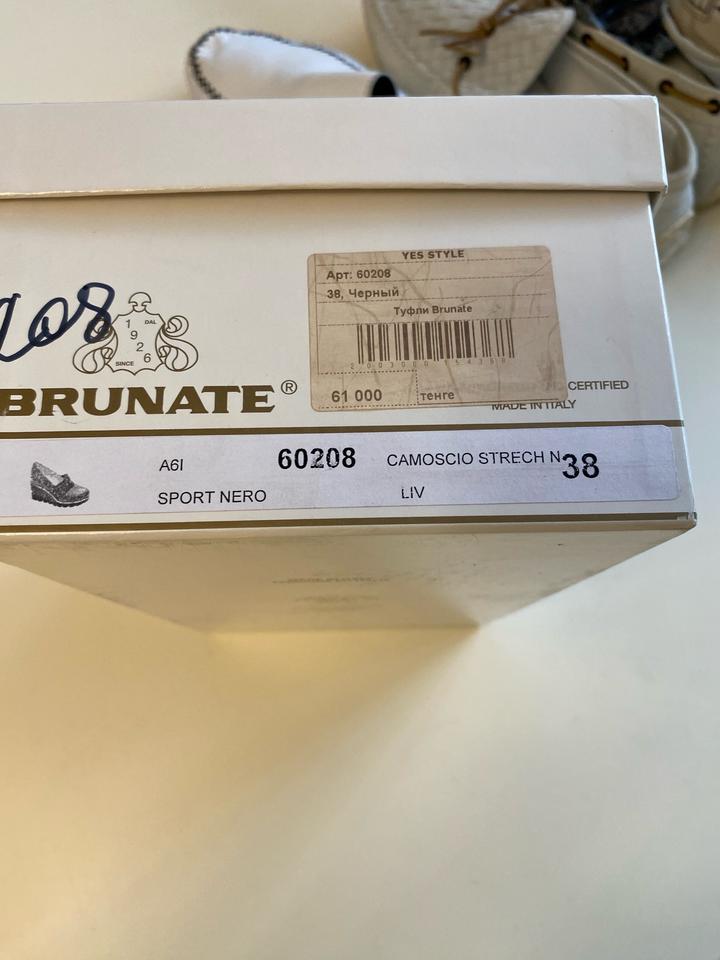 YES STYLE
Арт: 60208
38, Черный
Туфли Brunate
61 000 тенге
DAL
1926
SINCE
BRUNATE®
CERTIFIED
MADE IN ITALY
A6I 60208 CAMOSCIO STRECH N 38
SPORT NERO LIV